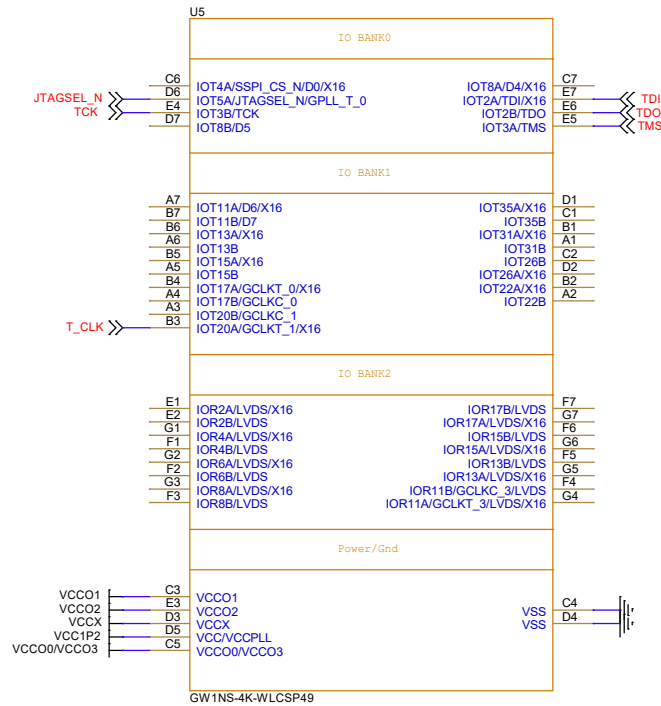 U5
IO BANK0
C6 IOT4A/SSPI_CS_N/D0/X16 IOT8A/D4/X16 C7
JTAGSEL_N D6 IOT5A/JTAGSEL_N/GPLL_T_0 IOT2A/TDI/X16 E7 TDI
TCK E4 IOT3B/TCK IOT2B/TDO E6 TDO
D7 IOT8B/D5 IOT3A/TMS E5 TMS
IO BANK1
A7 IOT11A/D6/X16 IOT35A/X16 D1
B7 IOT11B/D7 IOT35B C1
B6 IOT13A/X16 IOT31A/X16 B1
A6 IOT13B IOT31B A1
B5 IOT15A/X16 IOT26B C2
A5 IOT15B IOT26A/X16 D2
B4 IOT17A/GCLKT_0/X16 IOT22A/X16 B2
A4 IOT17B/GCLKC_0 IOT22B A2
A3 IOT20B/GCLKC_1
T_CLK B3 IOT20A/GCLKT_1/X16
IO BANK2
E1 IOR2A/LVDS/X16 IOR17B/LVDS F7
E2 IOR2B/LVDS IOR17A/LVDS/X16 G7
G1 IOR4A/LVDS/X16 IOR15B/LVDS F6
F1 IOR4B/LVDS IOR15A/LVDS/X16 G6
G2 IOR6A/LVDS/X16 IOR13B/LVDS F5
F2 IOR6B/LVDS IOR13A/LVDS/X16 G5
G3 IOR8A/LVDS/X16 IOR11B/GCLKC_3/LVDS F4
F3 IOR8B/LVDS IOR11A/GCLKT_3/LVDS/X16 G4
Power/Gnd
VCCO1 C3 VCCO1 VSS C4
VCCO2 E3 VCCO2 VSS D4
VCCX D3 VCCX
VCC1P2 D5 VCC/VCCPLL
VCCO0/VCCO3 C5 VCCO0/VCCO3
GW1NS-4K-WLCSP49